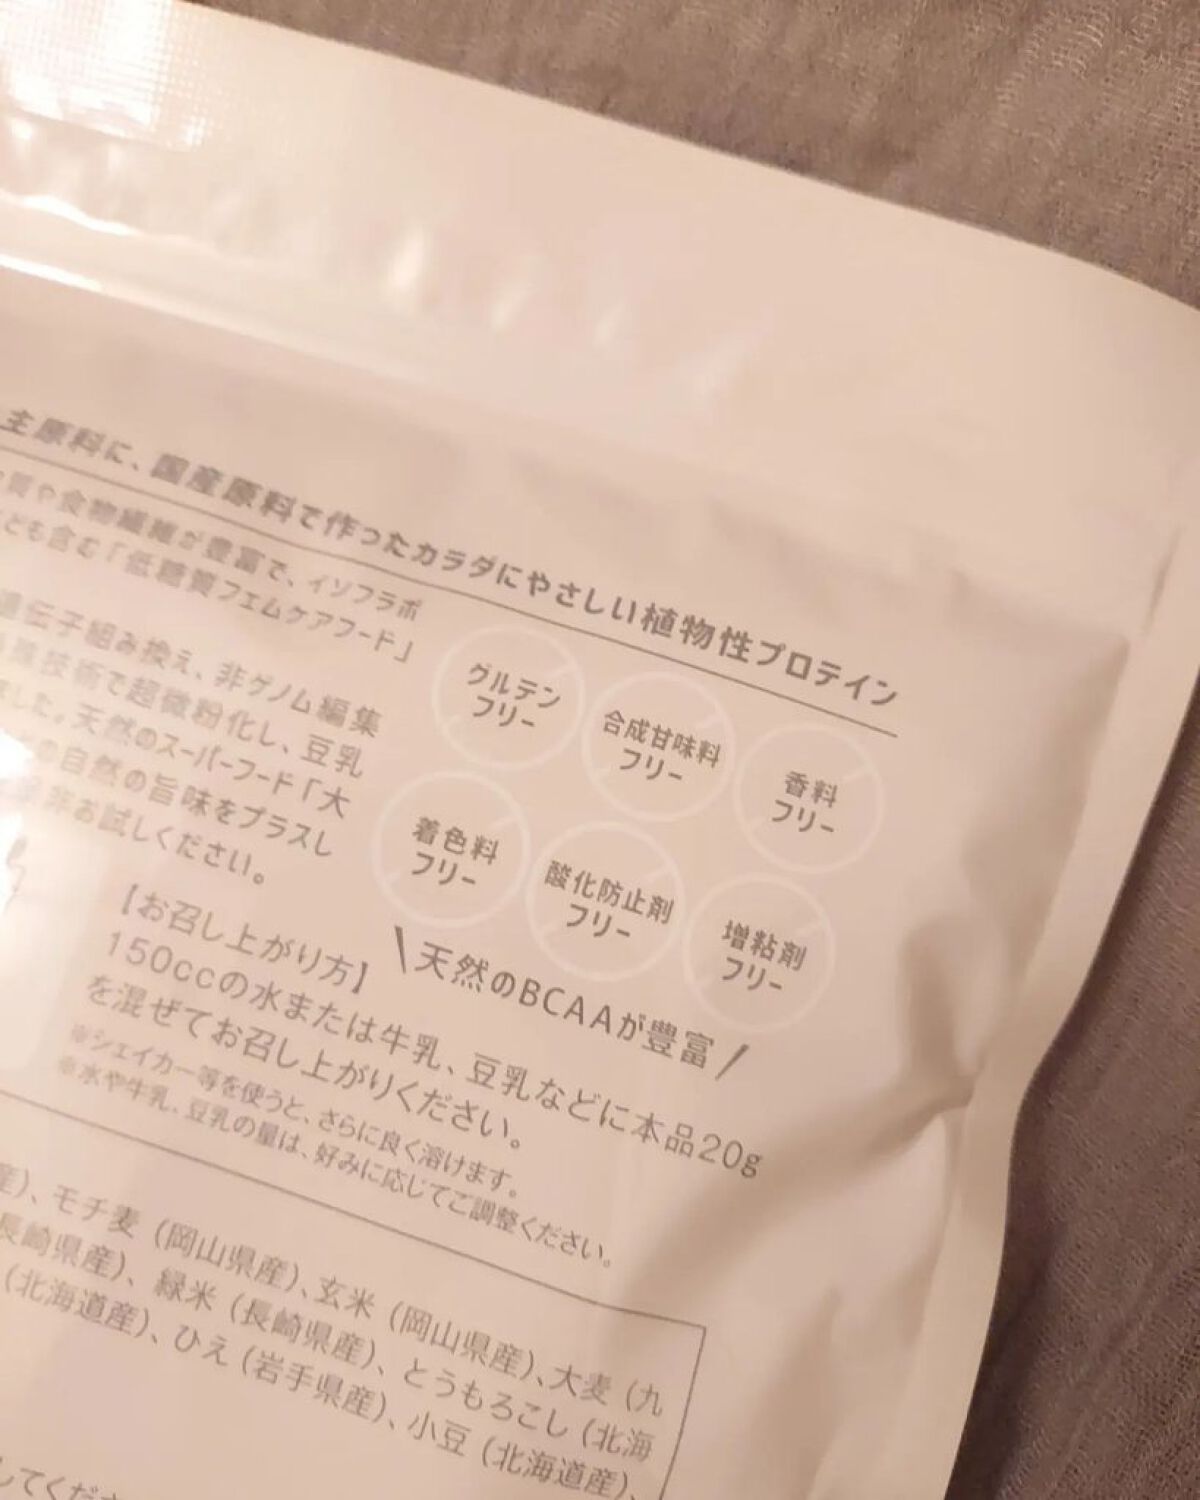 主原料に、国産原料で作ったカラダにやさしい植物性プロテイン
質や食物繊維が豊富で、イソフラボ
ども含む「低糖質フェムケアフード」
遺伝子組み換え、非ゲノム編集
技術で超微粉化し、豆乳
ました。天然のスーパーフード「大
の自然の旨味をプラスし
非お試しください。
グルテン
フリー
合成甘味料
フリー
香料
フリー
着色料
フリー
酸化防止剤
フリー
増粘剤
フリー
\天然のBCAAが豊富/
【お召し上がり方】
150ccの水または牛乳、豆乳などに本品20g
を混ぜてお召し上がりください。
※シェイカー等を使うと、さらに良く溶けます。
※水や牛乳、豆乳の量は、好みに応じてご調整ください。
産)、モチ麦 (岡山県産)、玄米 (岡山県産)、大麦 (九
長崎県産)、緑米 (長崎県産)、とうもろこし (北海
(北海道産)、ひえ (岩手県産)、小豆 (北海道産)、
してくだ